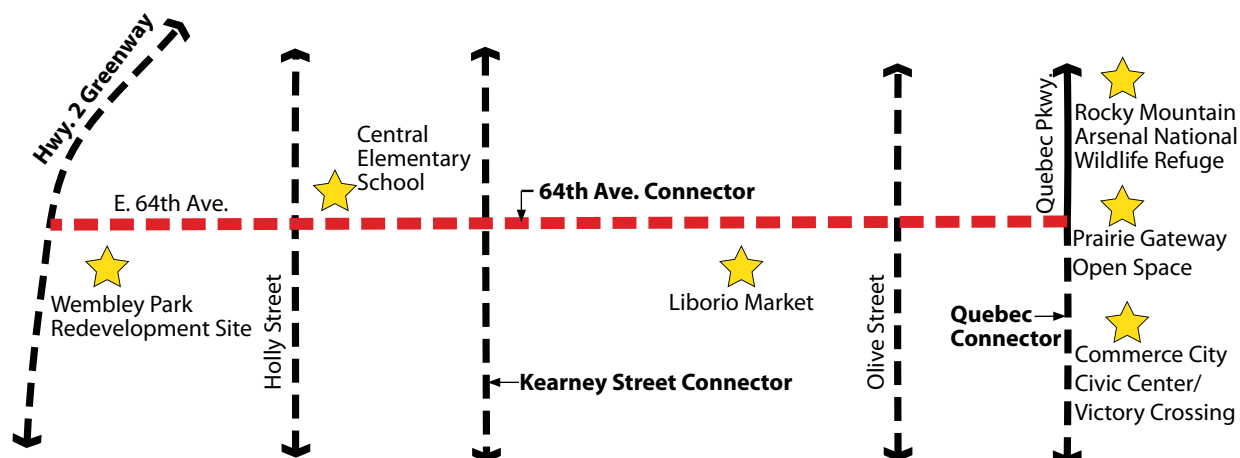 Hwy. 2 Greenway
E. 64th Ave.
Wembley Park
Redevelopment Site
Holly Street
Central
Elementary
School
64th Ave. Connector
Kearney Street Connector
Liborio Market
Olive Street
Quebec Pkwy.
Quebec
Connector
Rocky Mountain
Arsenal National
Wildlife Refuge
Prairie Gateway
Open Space
Commerce City
Civic Center/
Victory Crossing